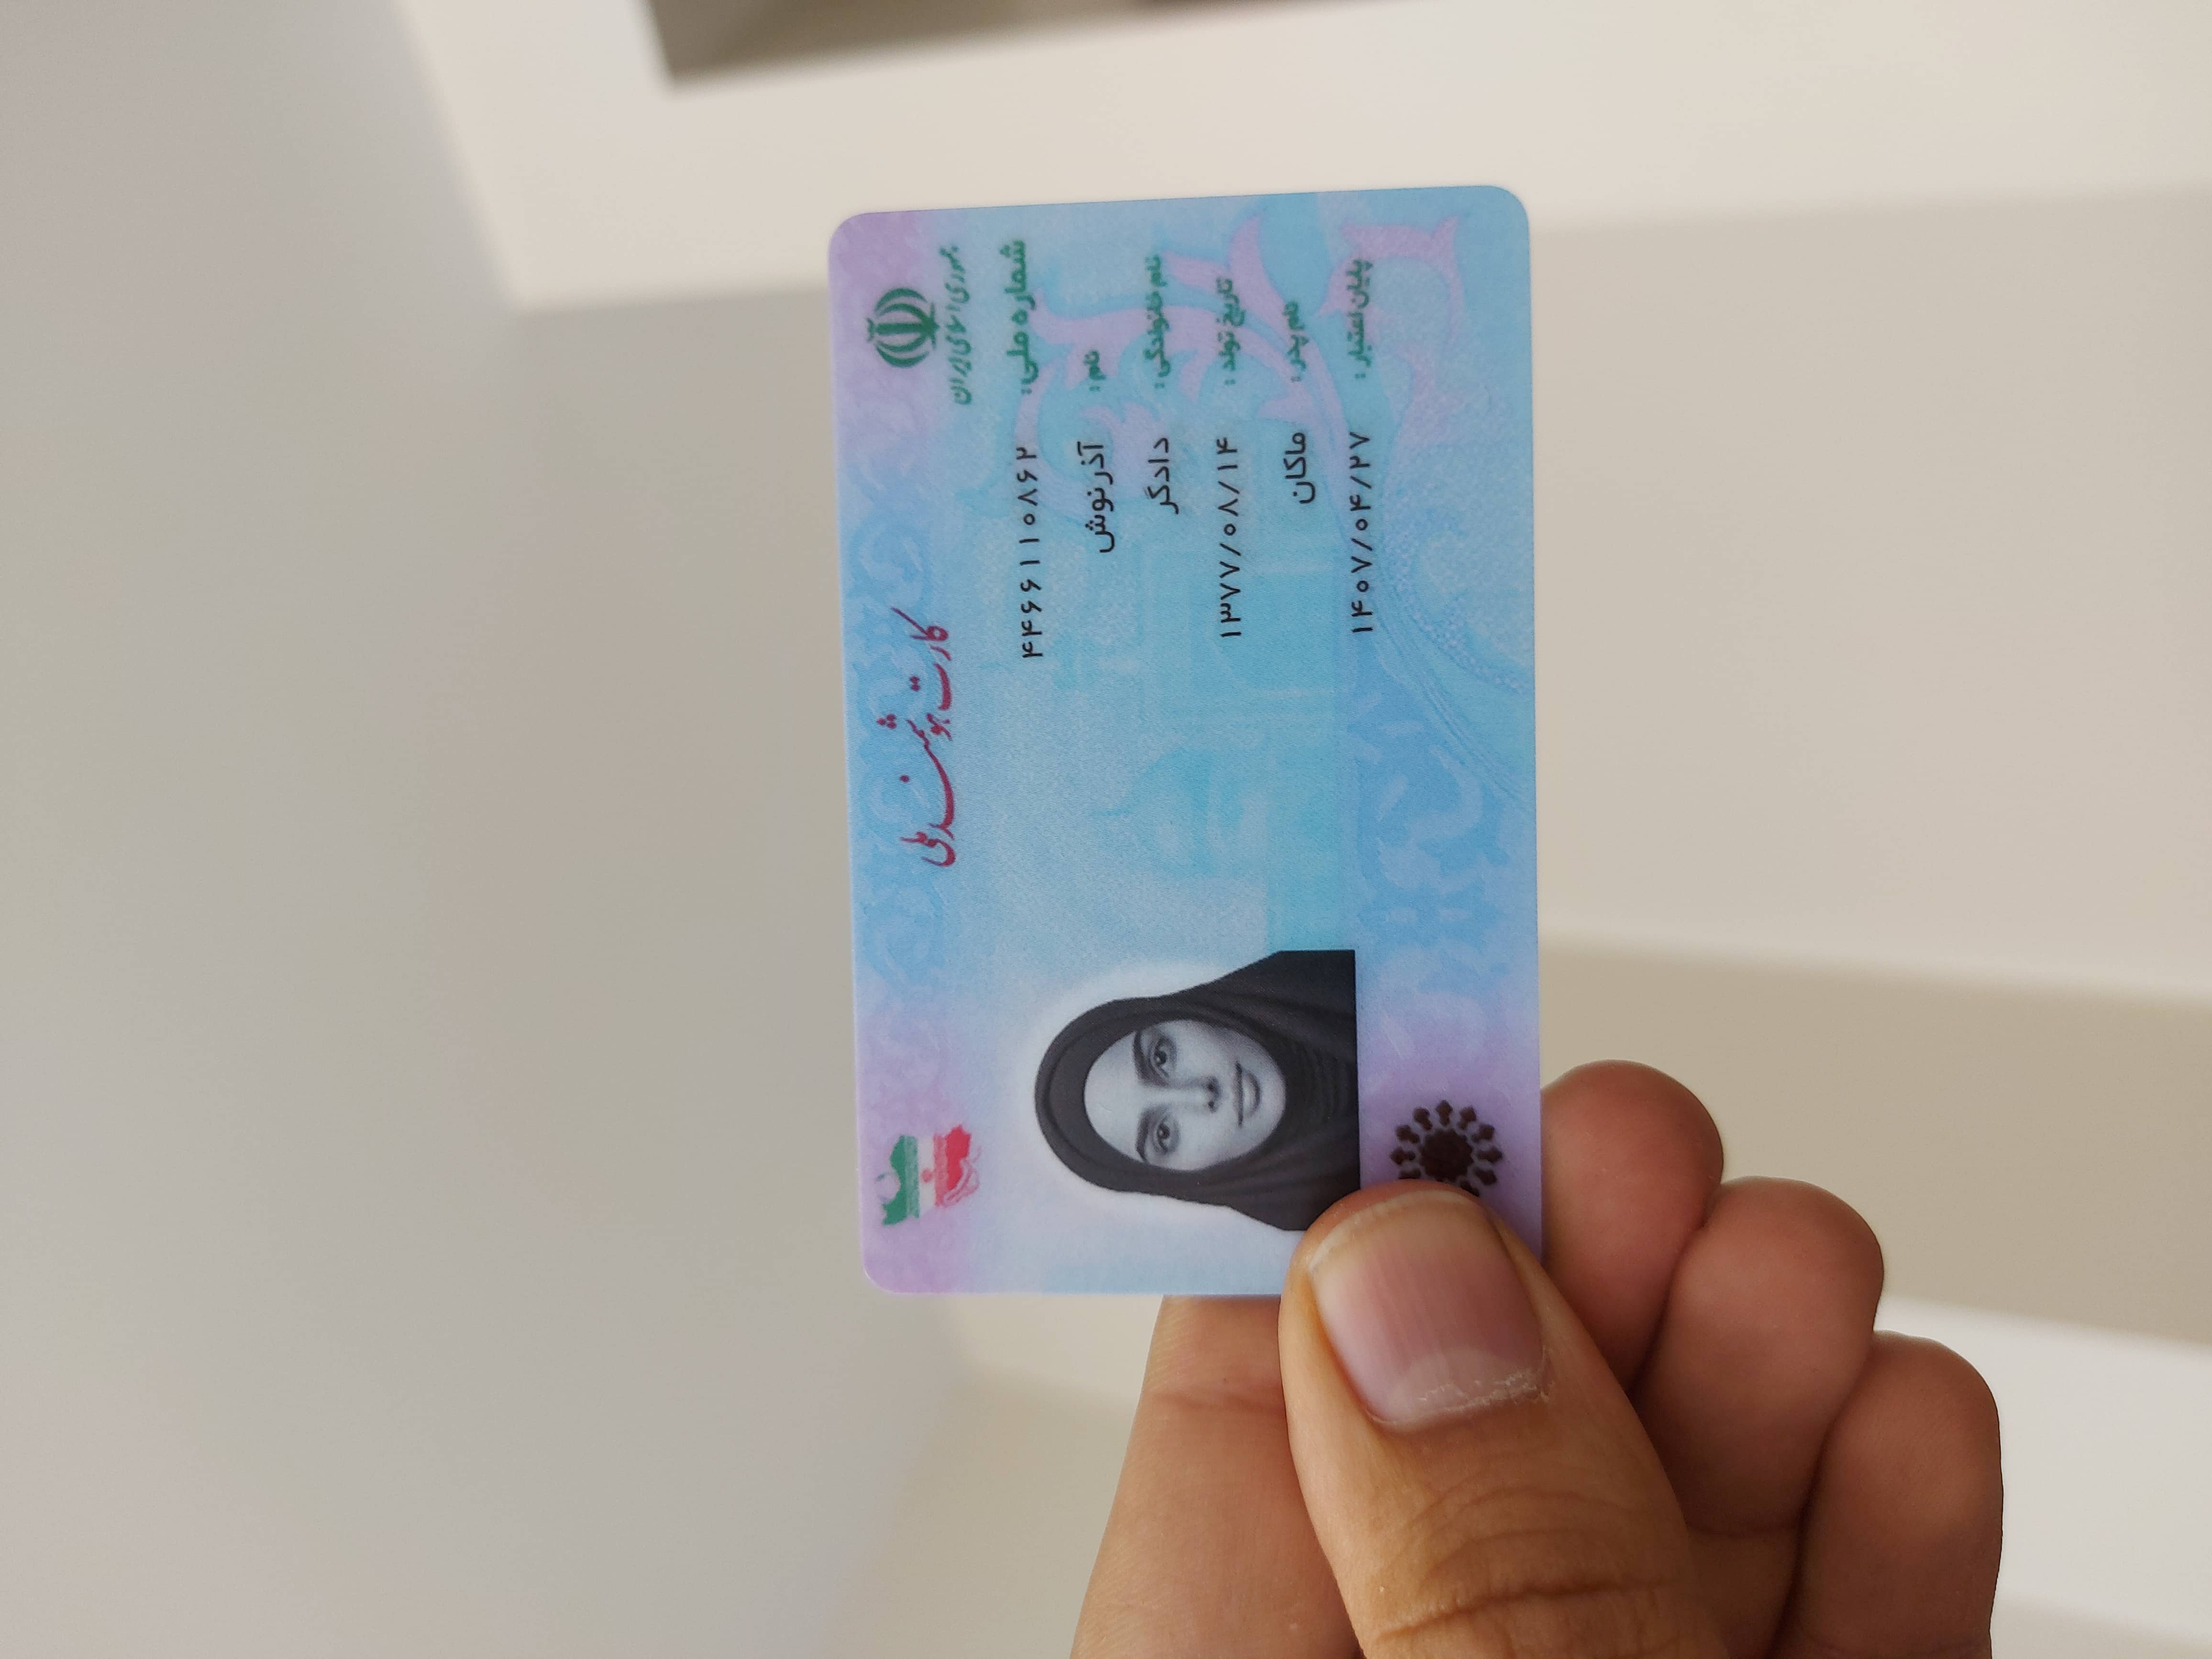 جمهوری اسلامی ایران
کارت هوشمند ملی
شماره ملی: ۴۴۶۶۱۱۰۸۶۲
نام: آذرنوش
نام خانوادگی: دادگر
تاریخ تولد: ۱۳۷۷/۰۸/۱۴
نام پدر: ماکان
پایان اعتبار: ۱۴۰۷/۰۴/۲۷